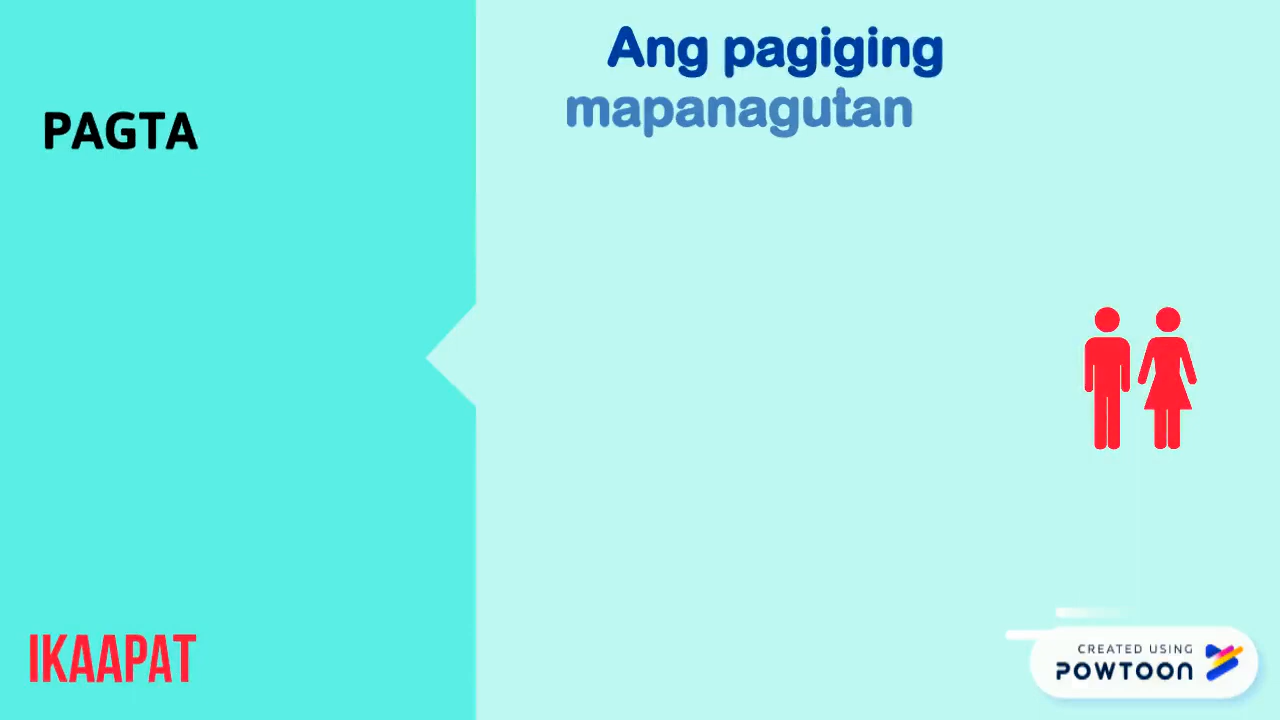 Ang pagiging
mapanagutan
PAGTA
IKAAPAT
CREATED USING
POWTOON